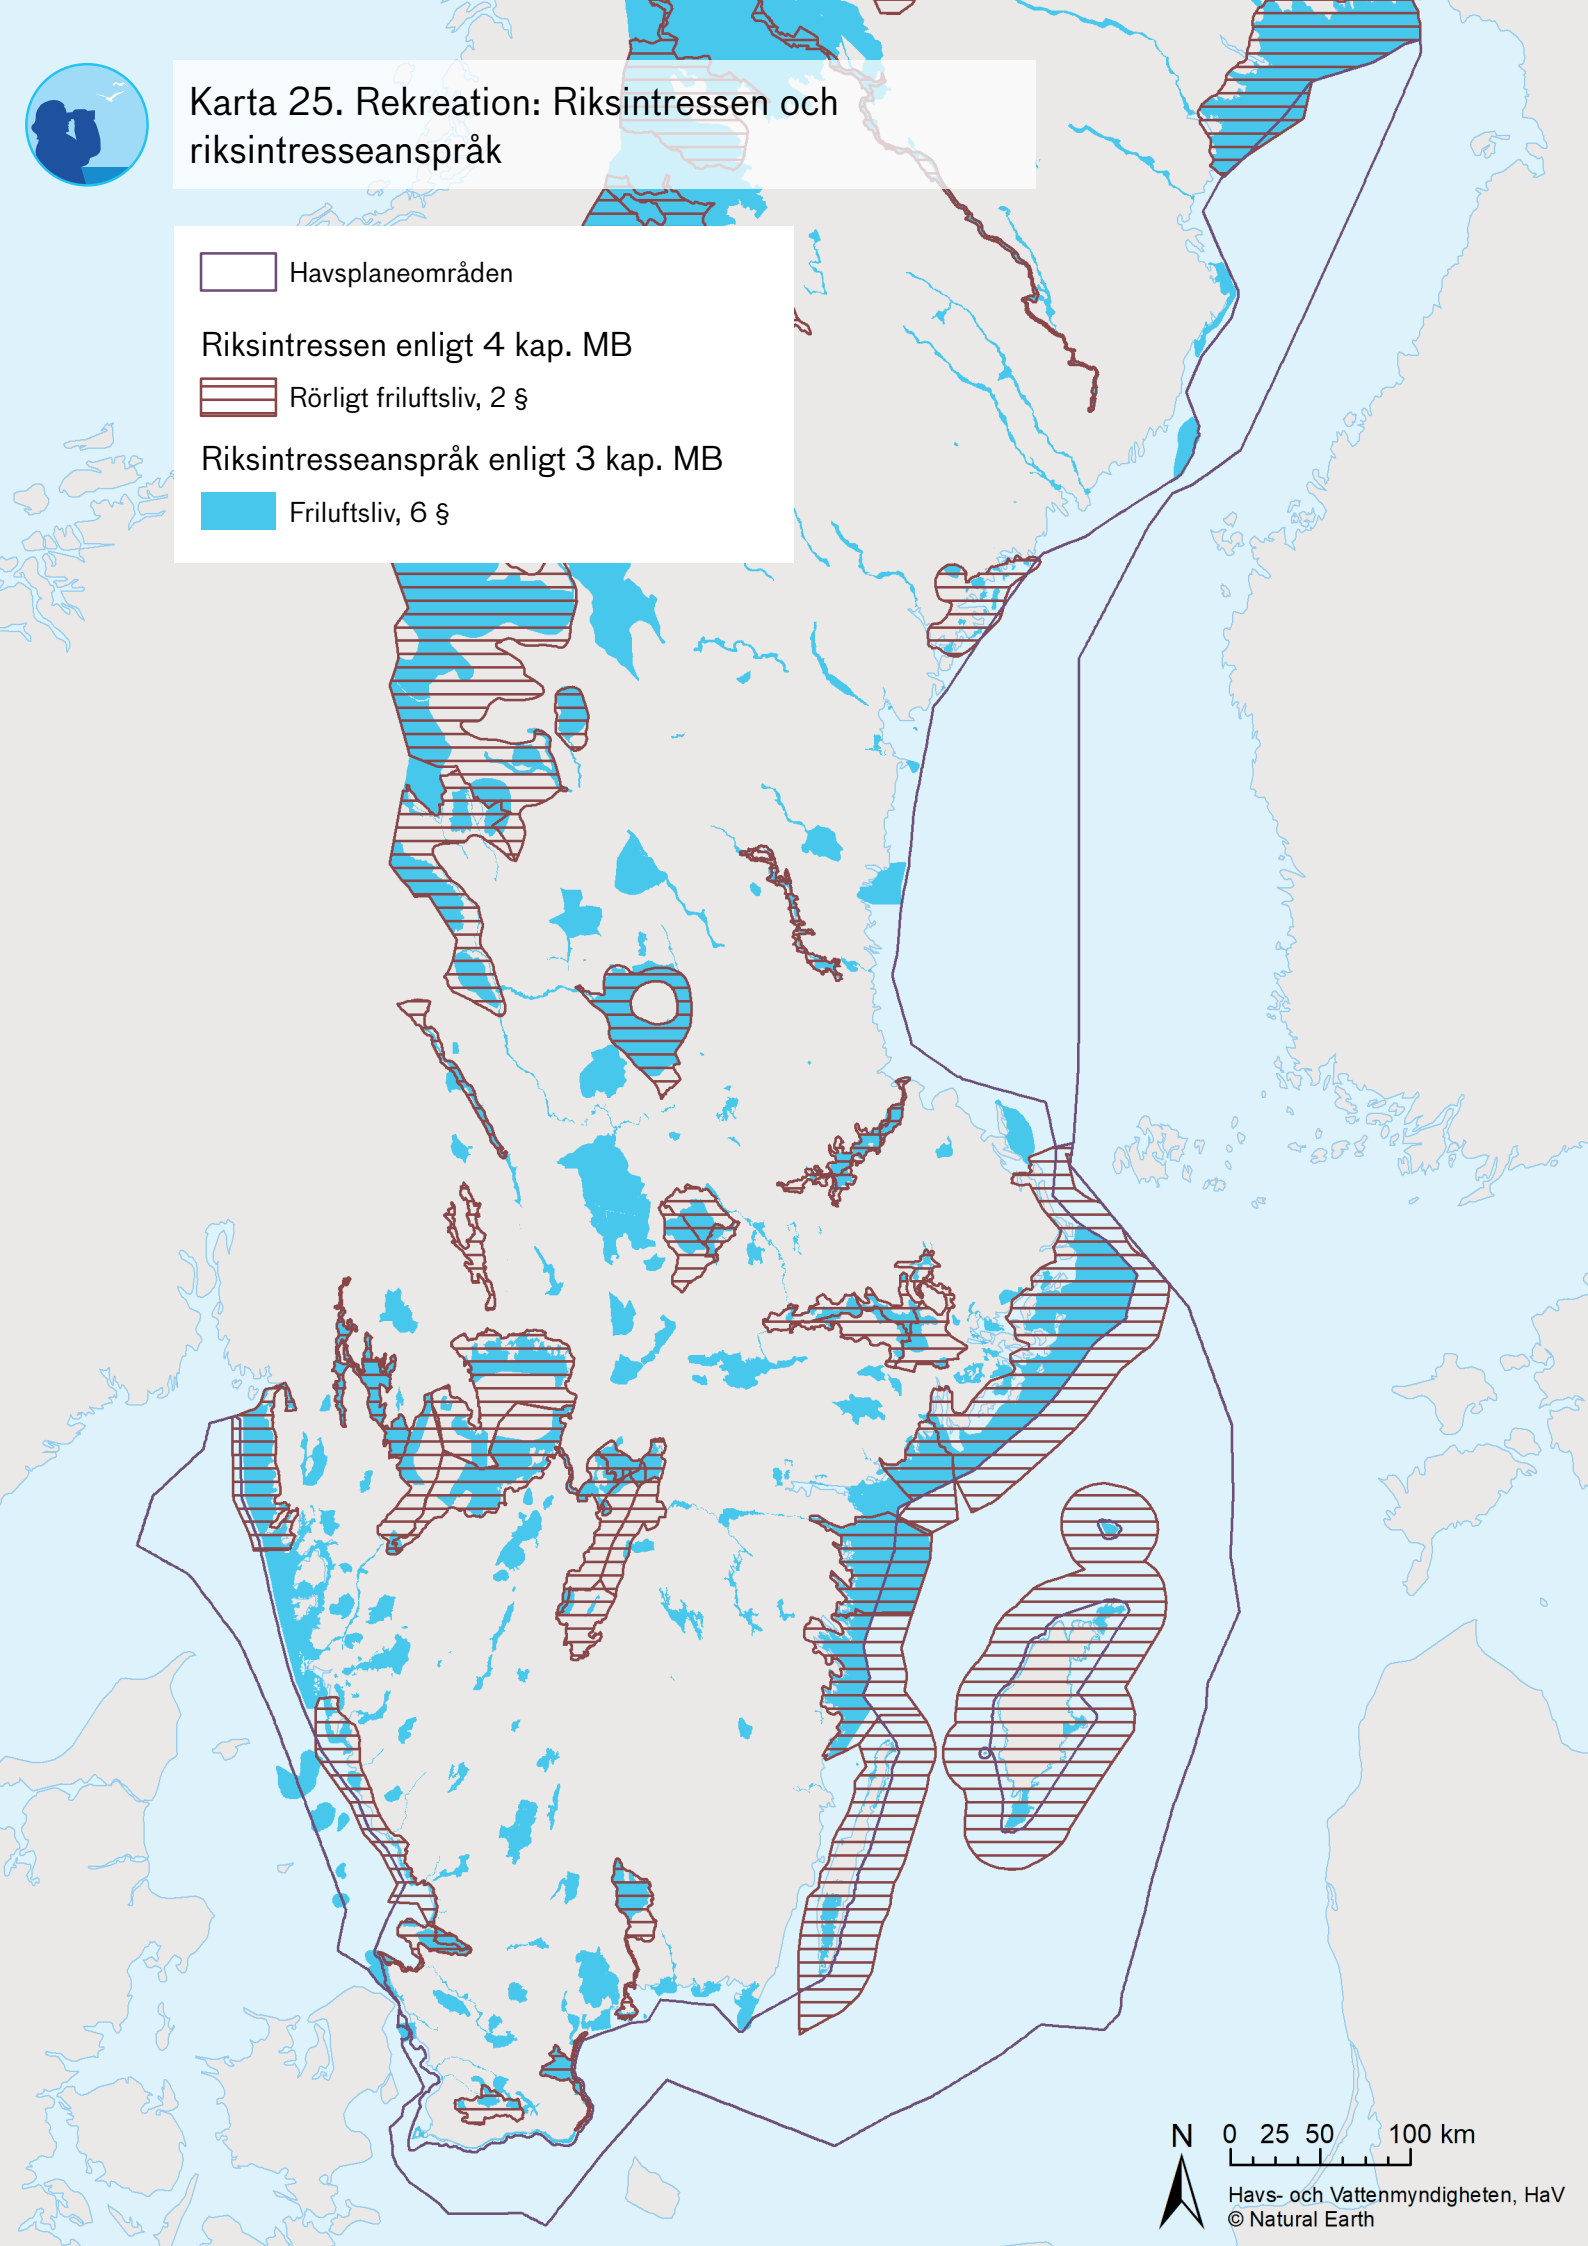 Karta 25. Rekreation: Riksintressen och
riksintresseanspråk
Havsplaneområden
Riksintressen enligt 4 kap. MB
Rörligt friluftsliv, 2 §
Riksintresseanspråk enligt 3 kap. MB
Friluftsliv, 6 §
N
0 25 50 100 km
Havs- och Vattenmyndigheten, HaV
© Natural Earth